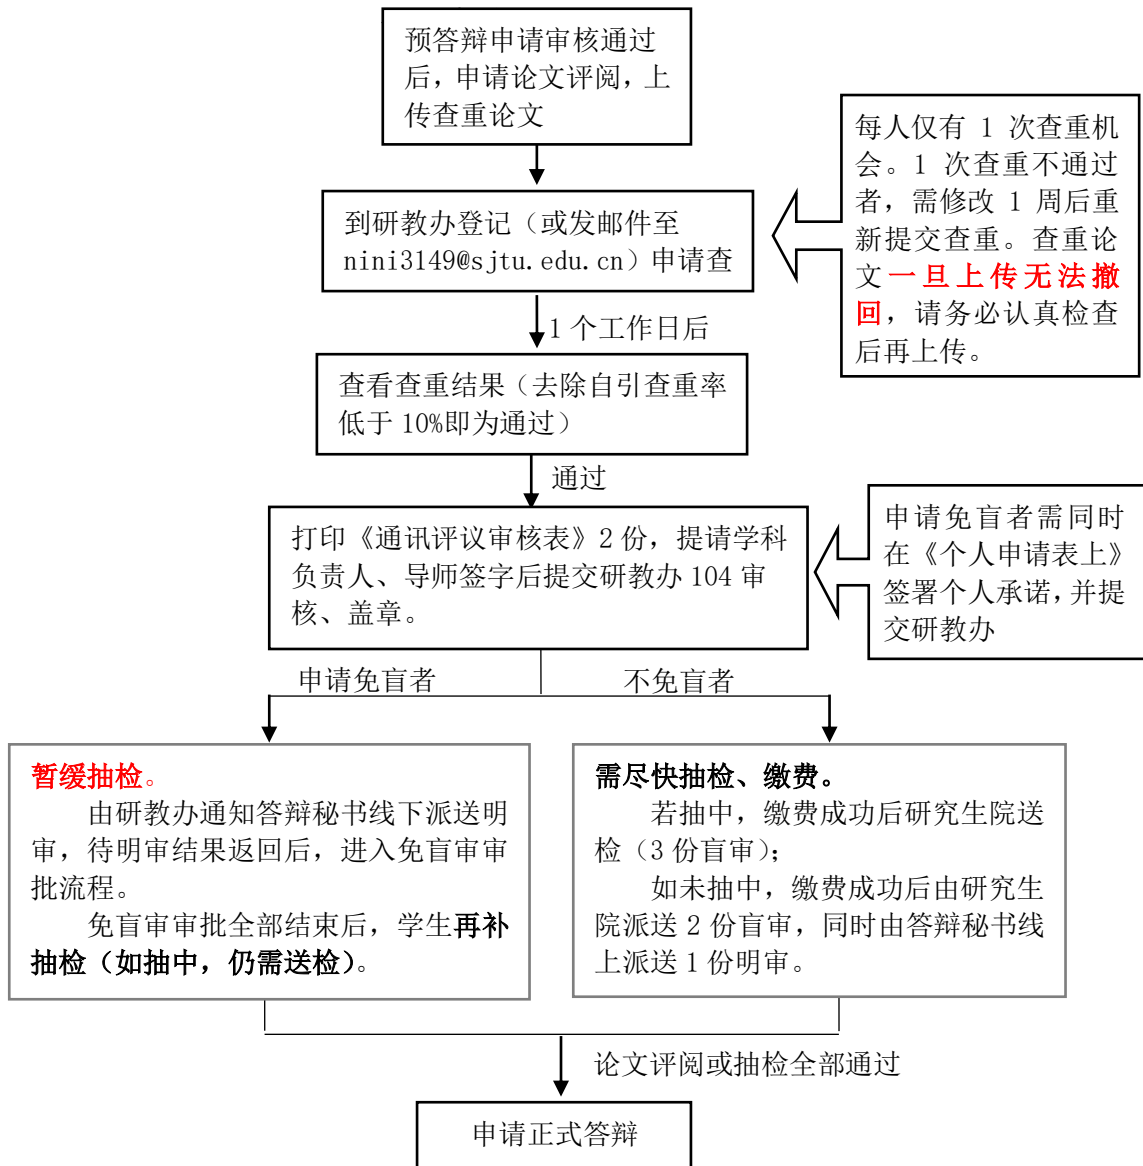 预答辩申请审核通过
后，申请论文评阅，上
传查重论文
每人仅有 1 次查重机
会。1 次查重不通过
者，需修改 1 周后重
新提交查重。查重论
文一旦上传无法撤
回，请务必认真检查
后再上传。
到研教办登记（或发邮件至
nini3149@sjtu.edu.cn）申请查
1 个工作日后
查看查重结果（去除自引查重率
低于 10%即为通过）
通过
打印《通讯评议审核表》2 份，提请学科
负责人、导师签字后提交研教办 104 审
核、盖章。
申请免盲者需同时
在《个人申请表上》
签署个人承诺，并提
交研教办
申请免盲者
不免盲者
暂缓抽检。
由研教办通知答辩秘书线下派送明
审，待明审结果返回后，进入免盲审审
批流程。
免盲审审批全部结束后，学生再补
抽检（如抽中，仍需送检）。
需尽快抽检、缴费。
若抽中，缴费成功后研究生院送
检（3 份盲审）；
如未抽中，缴费成功后由研究生
院派送 2 份盲审，同时由答辩秘书线
上派送 1 份明审。
论文评阅或抽检全部通过
申请正式答辩